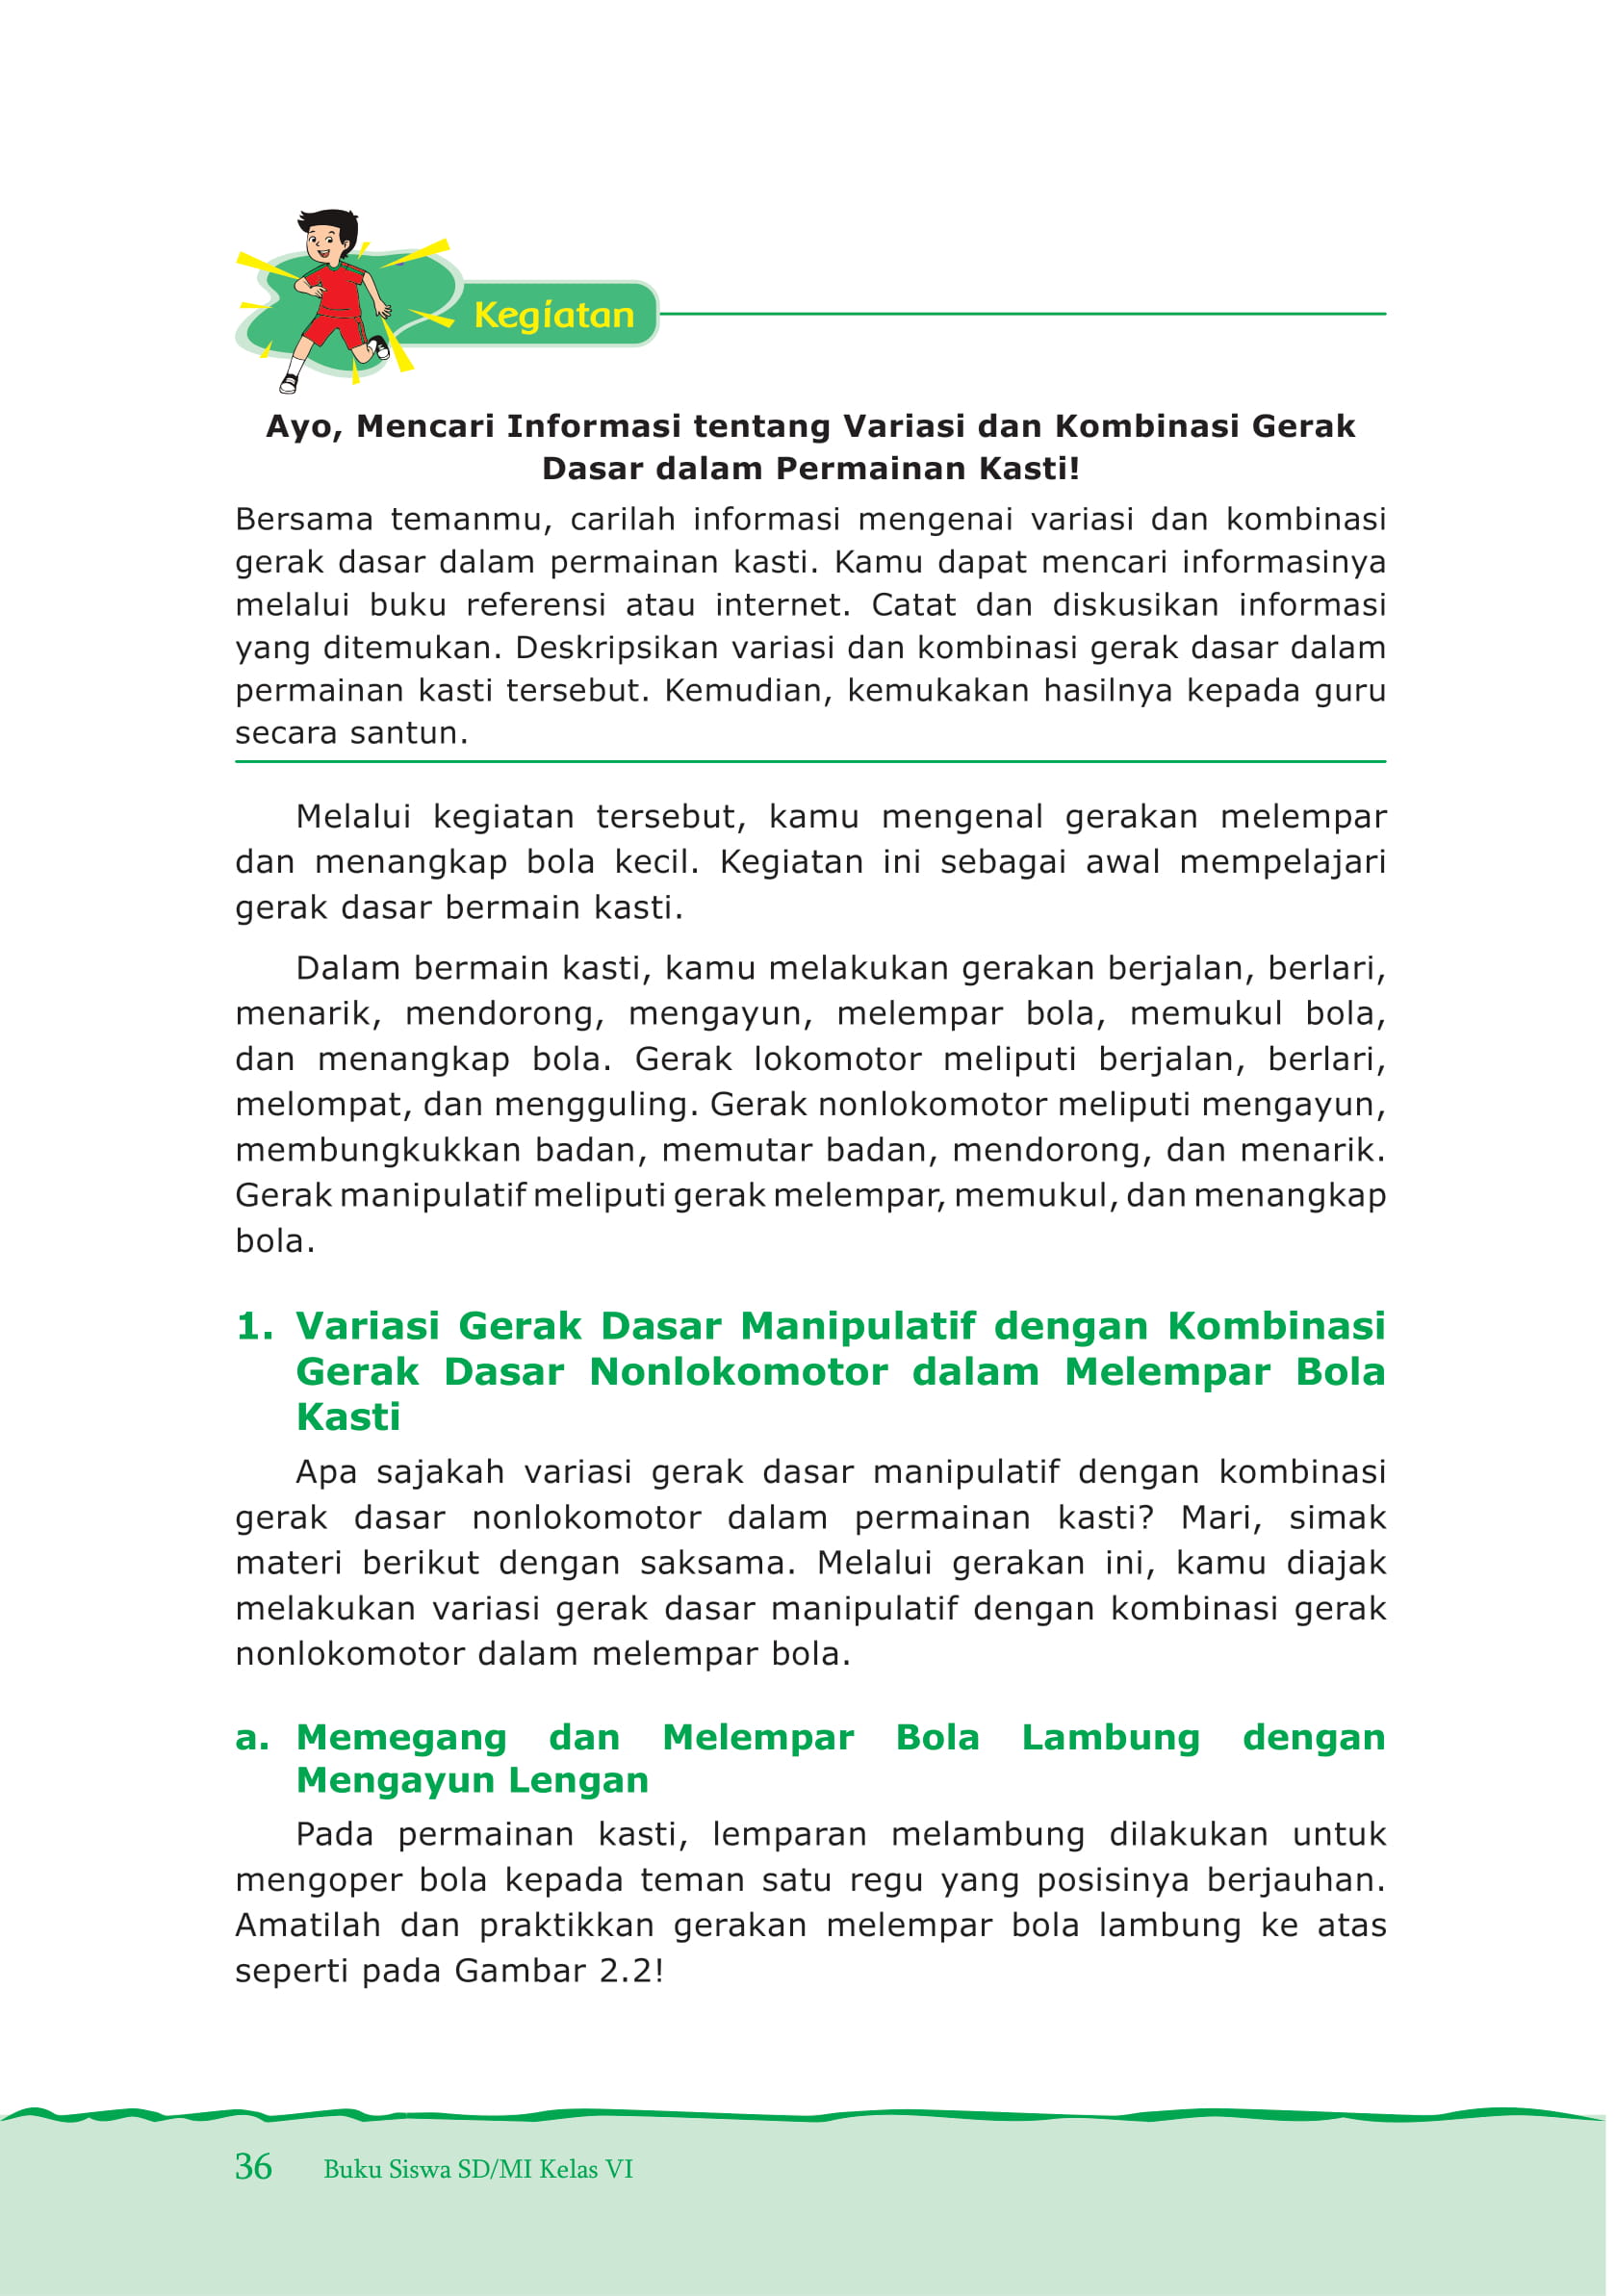 Kegiatan
Ayo, Mencari Informasi tentang Variasi dan Kombinasi Gerak
Dasar dalam Permainan Kasti!
Bersama temanmu, carilah informasi mengenai variasi dan kombinasi
gerak dasar dalam permainan kasti. Kamu dapat mencari informasinya
melalui buku referensi atau internet. Catat dan diskusikan informasi
yang ditemukan. Deskripsikan variasi dan kombinasi gerak dasar dalam
permainan kasti tersebut. Kemudian, kemukakan hasilnya kepada guru
secara santun.
Melalui kegiatan tersebut, kamu mengenal gerakan melempar
dan menangkap bola kecil. Kegiatan ini sebagai awal mempelajari
gerak dasar bermain kasti.
Dalam bermain kasti, kamu melakukan gerakan berjalan, berlari,
menarik, mendorong, mengayun, melempar bola, memukul bola,
dan menangkap bola. Gerak lokomotor meliputi berjalan, berlari,
melompat, dan mengguling. Gerak nonlokomotor meliputi mengayun,
membungkukkan badan, memutar badan, mendorong, dan menarik.
Gerak manipulatif meliputi gerak melempar, memukul, dan menangkap
bola.
1. Variasi Gerak Dasar Manipulatif dengan Kombinasi
Gerak Dasar Nonlokomotor dalam Melempar Bola
Kasti
Apa sajakah variasi gerak dasar manipulatif dengan kombinasi
gerak dasar nonlokomotor dalam permainan kasti? Mari, simak
materi berikut dengan saksama. Melalui gerakan ini, kamu diajak
melakukan variasi gerak dasar manipulatif dengan kombinasi gerak
nonlokomotor dalam melempar bola.
a. Memegang dan Melempar Bola Lambung dengan
Mengayun Lengan
Pada permainan kasti, lemparan melambung dilakukan untuk
mengoper bola kepada teman satu regu yang posisinya berjauhan.
Amatilah dan praktikkan gerakan melempar bola lambung ke atas
seperti pada Gambar 2.2!
36 Buku Siswa SD/MI Kelas VI